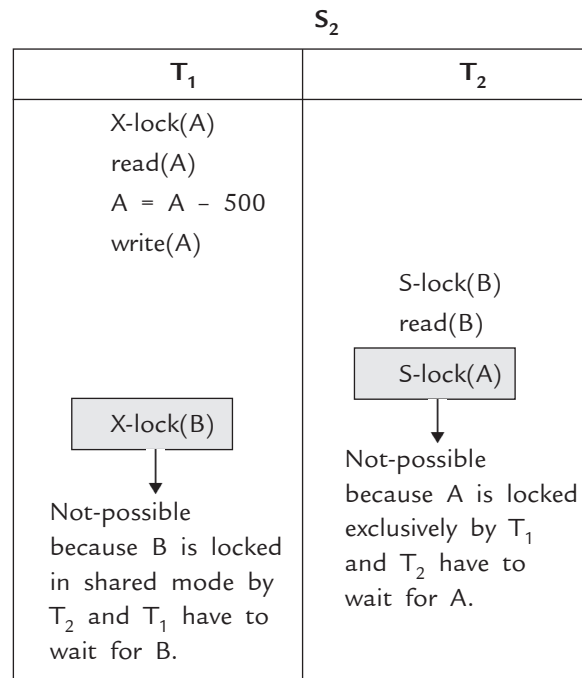 S₂
T₁ T₂
X-lock(A)
read(A)
A = A – 500
write(A)
S-lock(B)
read(B)
S-lock(A)
X-lock(B)
Not-possible
because A is locked
exclusively by T₁
and T₂ have to
wait for A.
Not-possible
because B is locked
in shared mode by
T₂ and T₁ have to
wait for B.